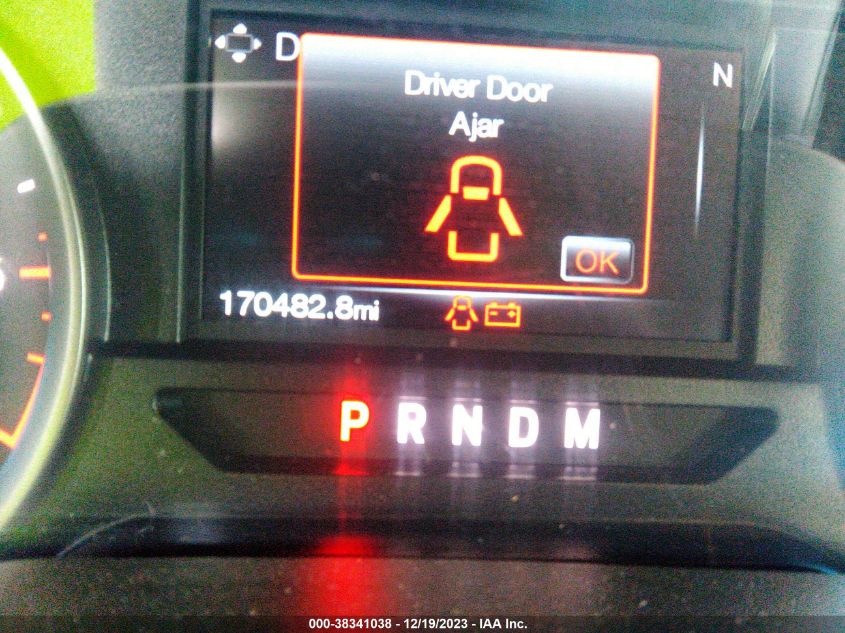 D
N
Driver Door
Ajar
OK
170482.8mi
P R N D M
000-38341038 - 12/19/2023 - IAA Inc.